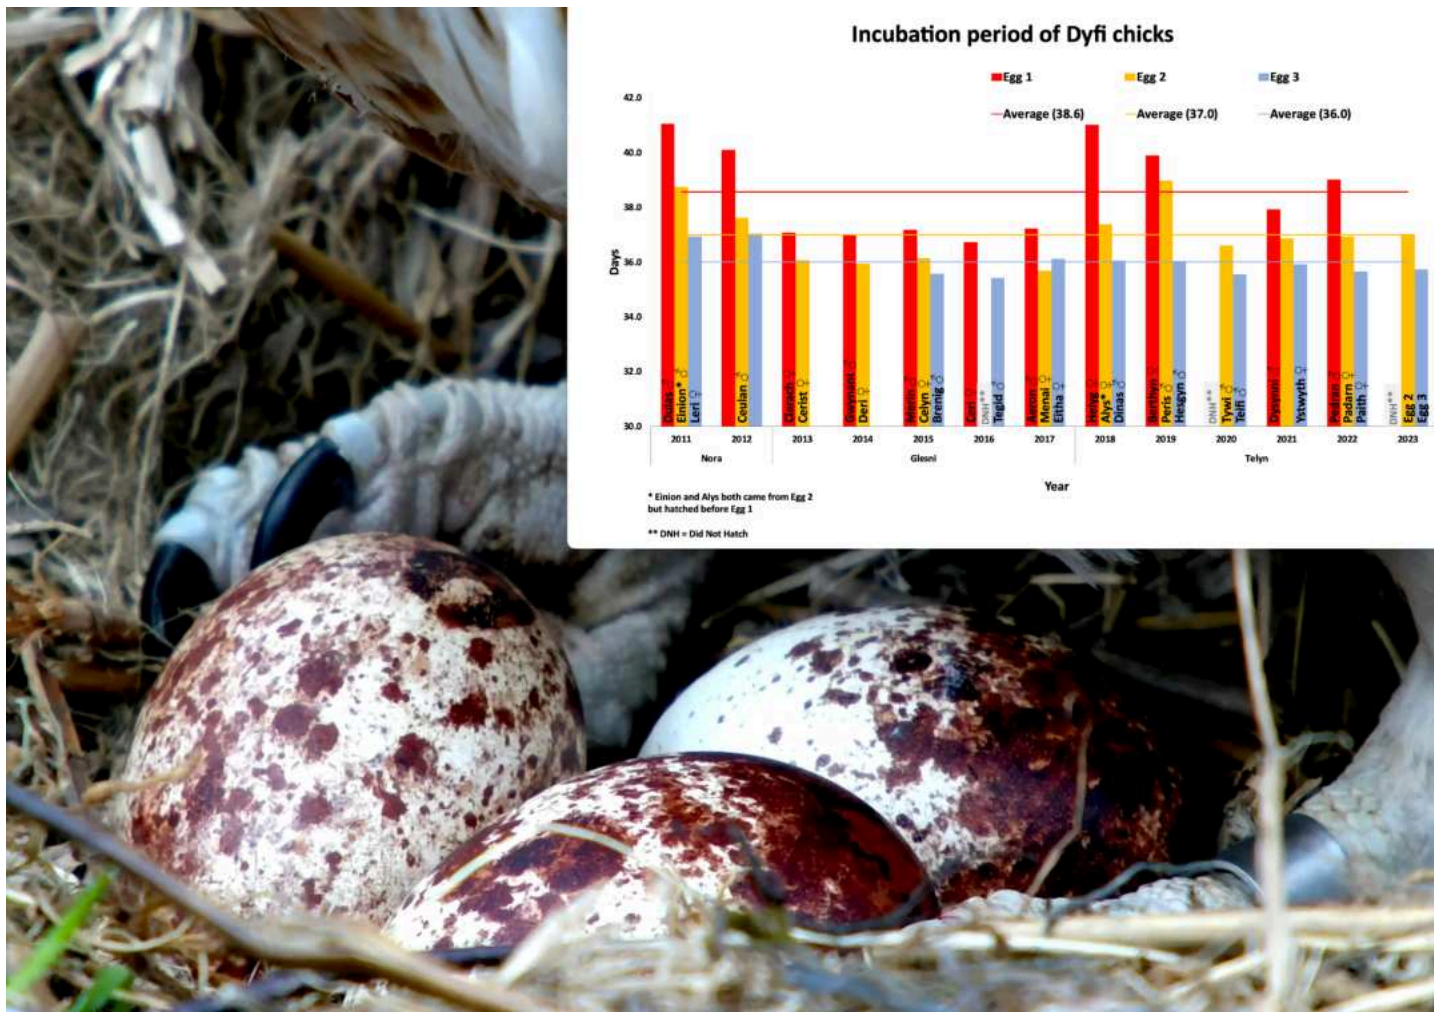 Incubation period of Dyfi chicks
Egg 1 Egg 2 Egg 3
Average (38.6) Average (37.0) Average (36.0)
42.0
40.0
38.0
36.0
34.0
32.0
30.0
Days
Dulas ♂
Einion* ♂
Leri ♀
Ceulan ♂
Clarach ♀
Cerist ♀
Gwynant ♂
Deri ♀
Merin ♂
Celyn ♀
Brenig ♂
Ceri ♀
DNH**
Tegid ♂
Aeron ♂
Menai ♀
Eitha ♀
Helyg ♀
Alys* ♀
Dinas ♂
Berthyn ♀
Peris ♂
Hesgyn ♂
DNH**
Tywi ♂
Teifi ♂
Dysynni ♂
Ystwyth ♀
Pedran ♀
Padarn ♀
Paith ♀
DNH**
Egg 2
Egg 3
2011 2012 2013 2014 2015 2016 2017 2018 2019 2020 2021 2022 2023
Nora Glesni Telyn
Year
* Einion and Alys both came from Egg 2
but hatched before Egg 1
** DNH = Did Not Hatch